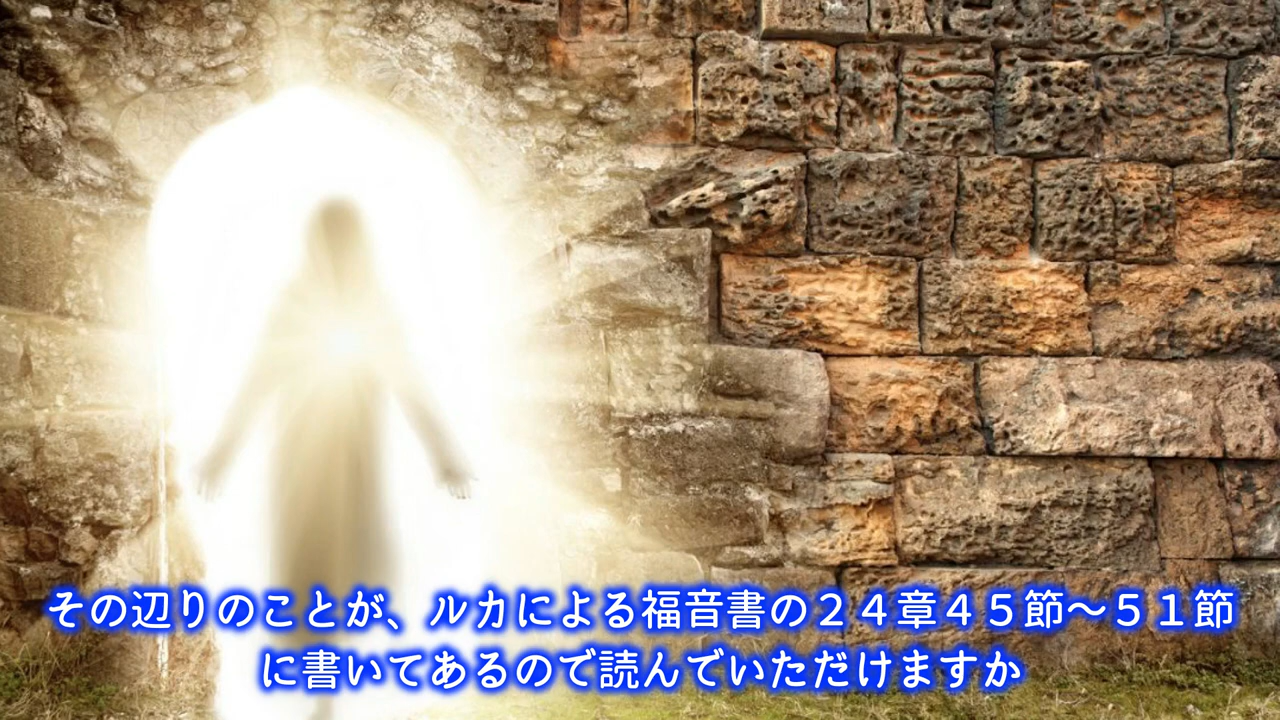 その辺りのことが、ルカによる福音書の２４章４５節～５１節
に書いてあるので読んでいただけますか